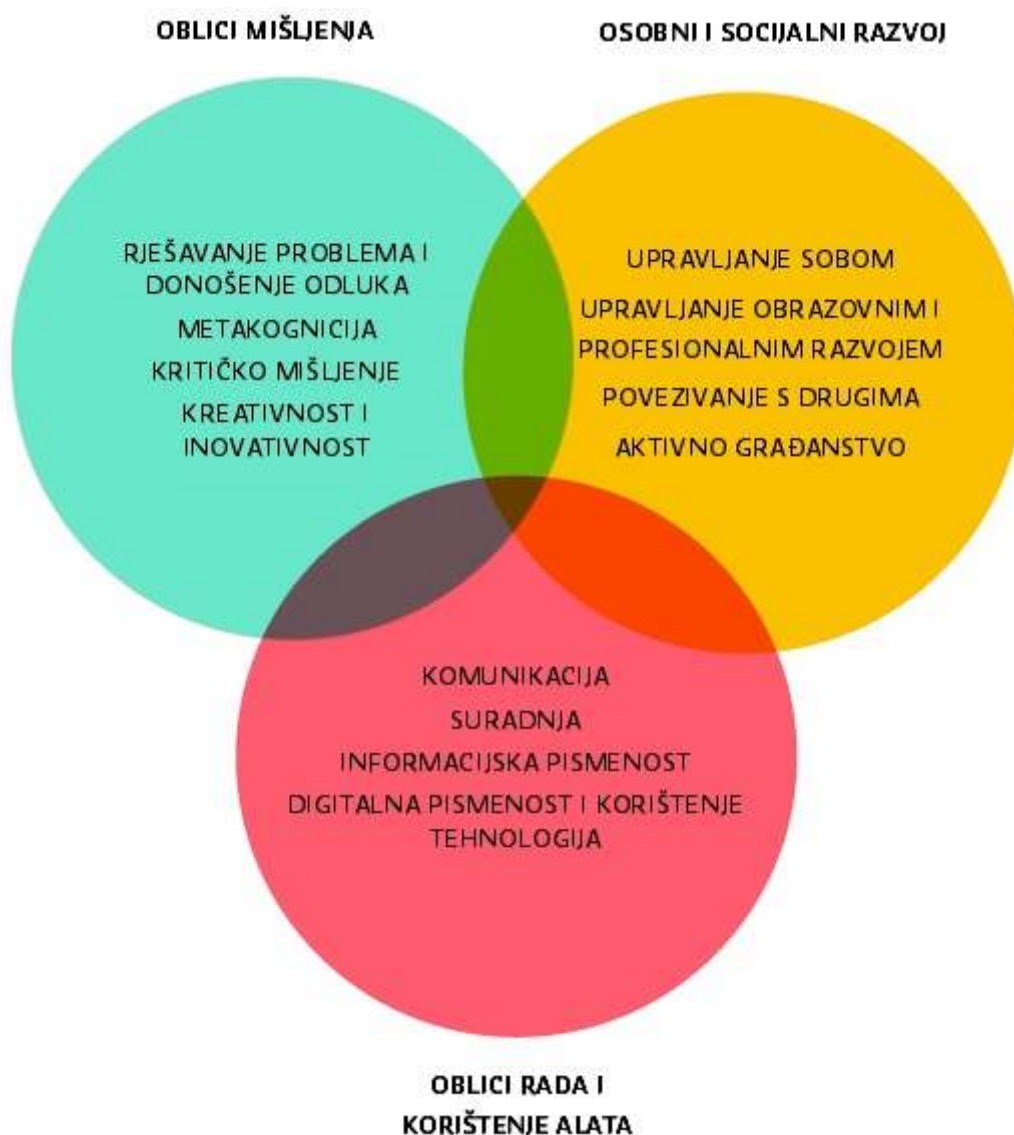 OBLICI MIŠLJENJA
OSOBNI I SOCIJALNI RAZVOJ
RJEŠAVANJE PROBLEMA I
DONOŠENJE ODLUKA
METAKOGNICIJA
KRITIČKO MIŠLJENJE
KREATIVNOST I
INOVATIVNOST
UPRAVLJANJE SOBOM
UPRAVLJANJE OBRAZOVNIM I
PROFESIONALNIM RAZVOJEM
POVEZIVANJE S DRUGIMA
AKTIVNO GRAĐANSTVO
KOMUNIKACIJA
SURADNJA
INFORMACIJSKA PISMENOST
DIGITALNA PISMENOST I KORIŠTENJE
TEHNOLOGIJA
OBLICI RADA I
KORIŠTENJE ALATA